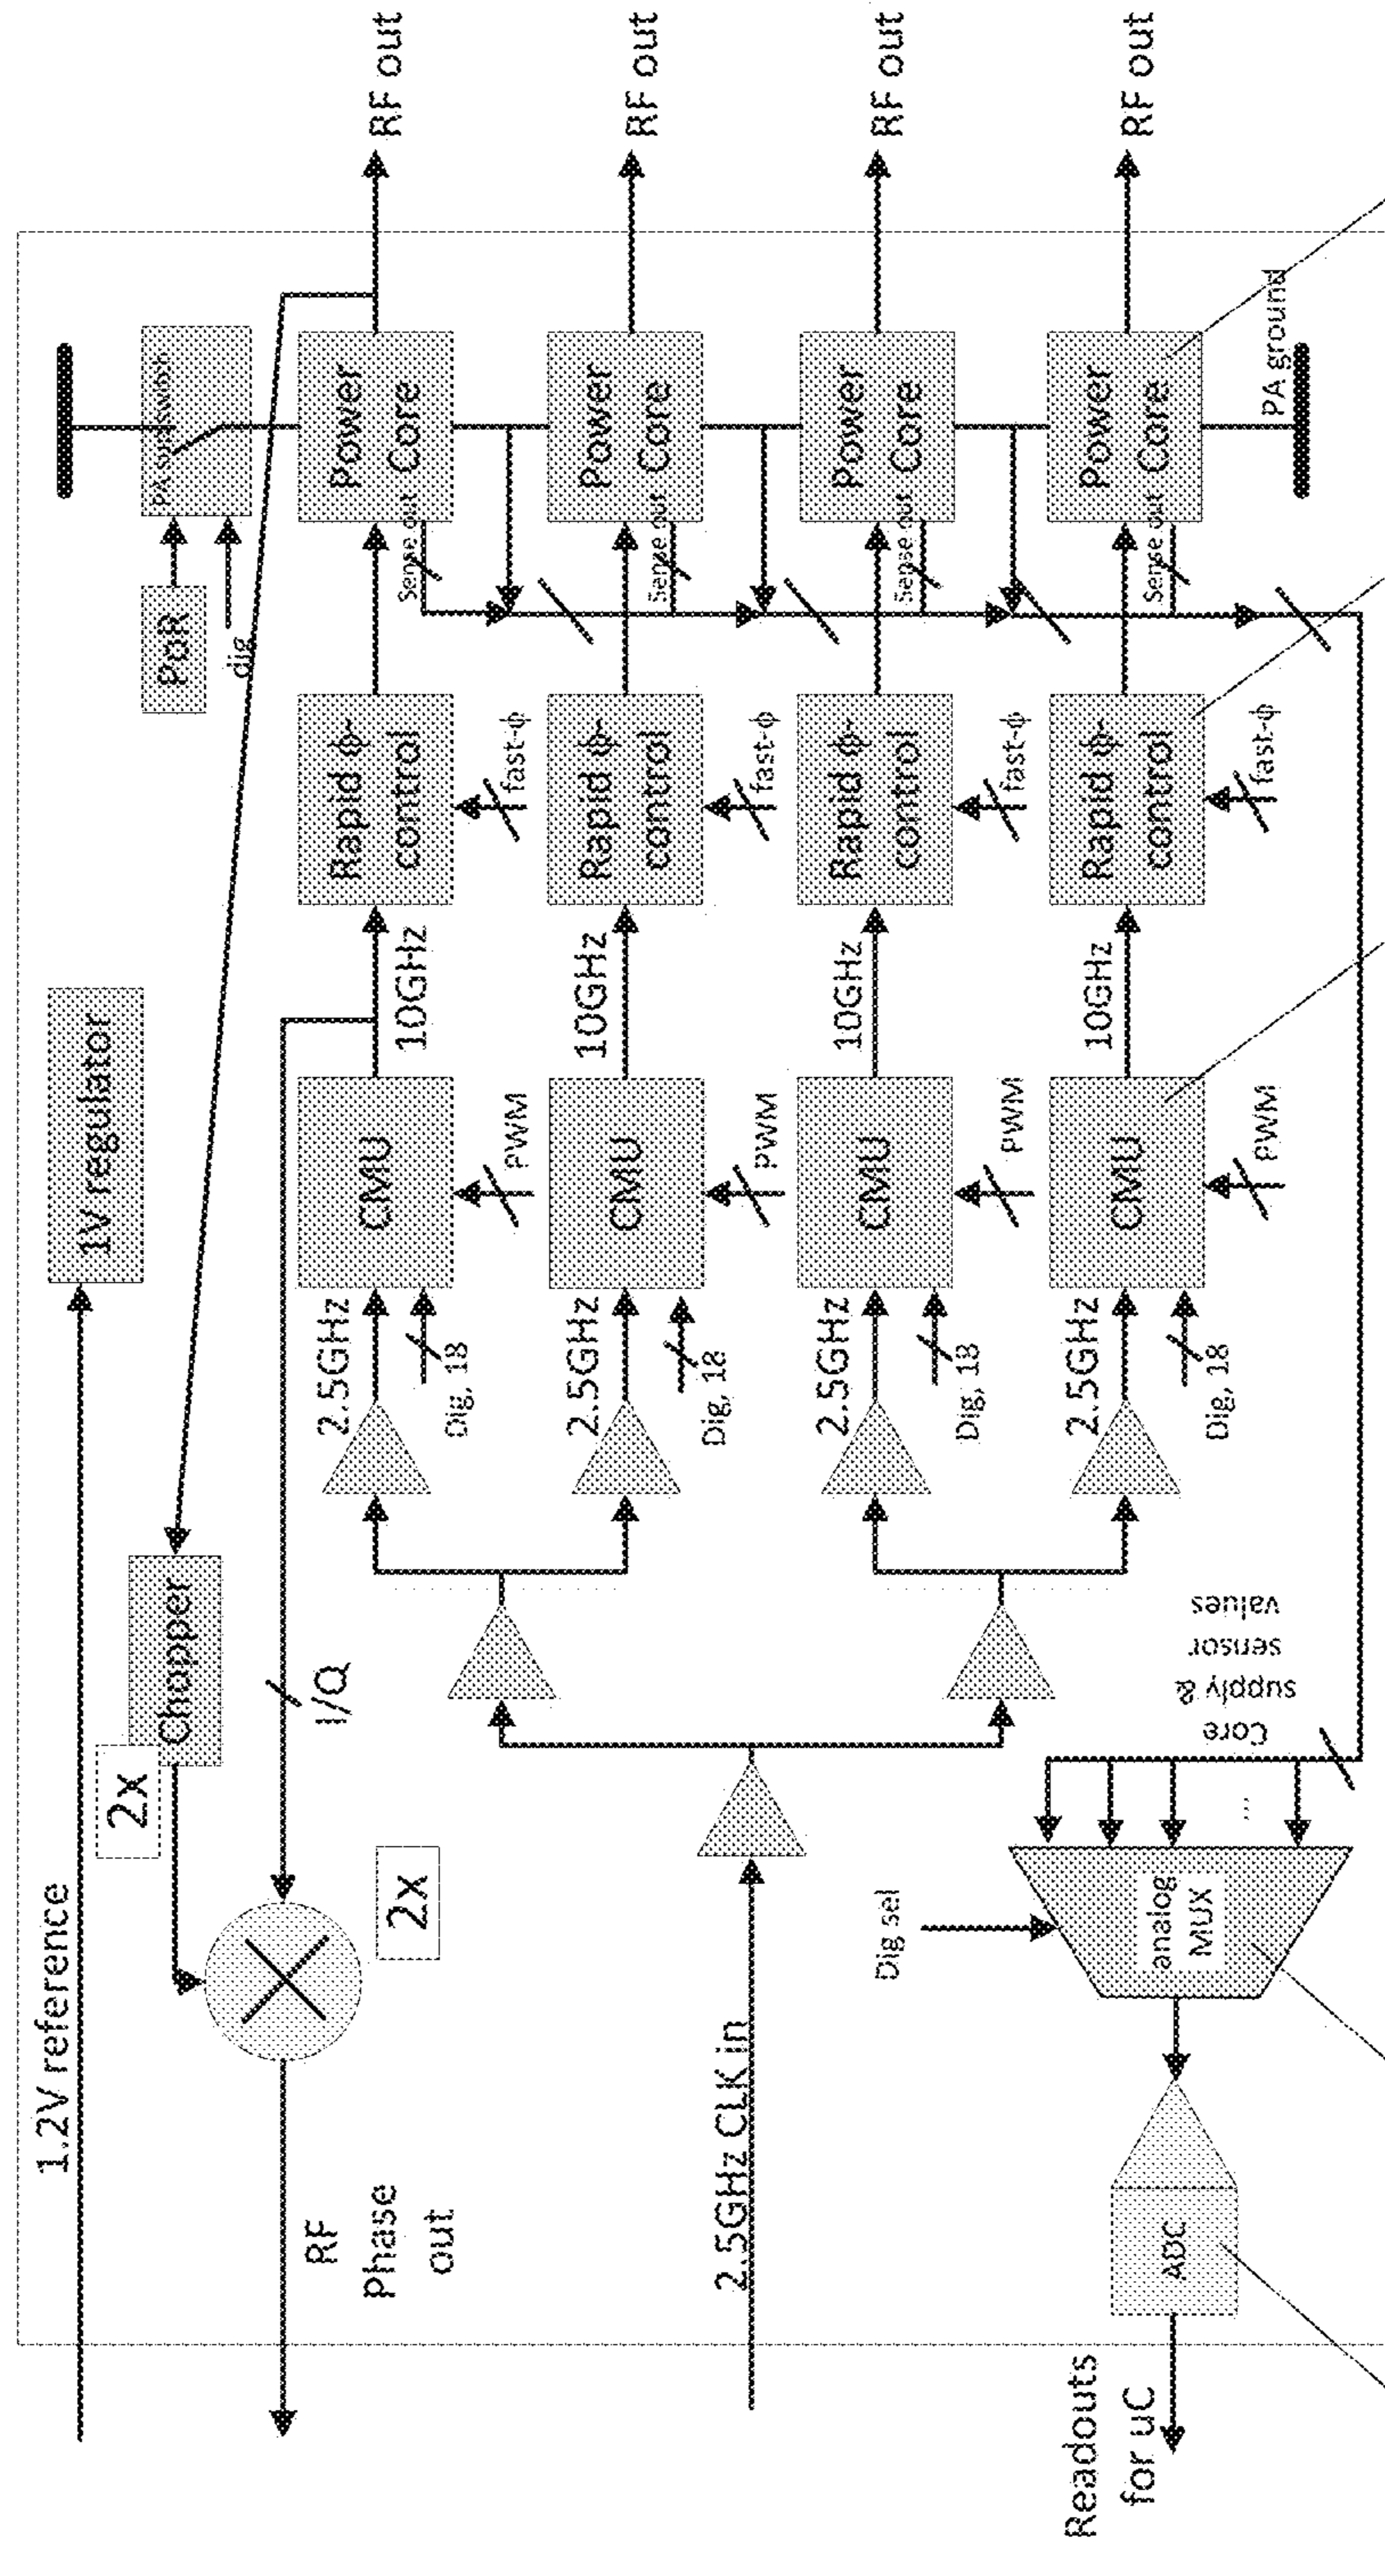 1.2V reference
1V regulator
2x
Chopper
PoR
dig
RF
Phase
out
I/Q
2x
2.5GHz
Dig, 18
CMU
PWM
10GHz
Rapid ϕ-
control
fast-ϕ
Sense out
Power
Core
RF out
2.5GHz
Dig, 18
CMU
PWM
10GHz
Rapid ϕ-
control
fast-ϕ
Sense out
Power
Core
RF out
2.5GHz CLK in
2.5GHz
Dig, 18
CMU
PWM
10GHz
Rapid ϕ-
control
fast-ϕ
Sense out
Power
Core
RF out
2.5GHz
Dig, 18
CMU
PWM
10GHz
Rapid ϕ-
control
fast-ϕ
Sense out
Power
Core
RF out
PA ground
Dig sel
Core
supply &
sensor
values
...
analog
MUX
ADC
Readouts
for uC